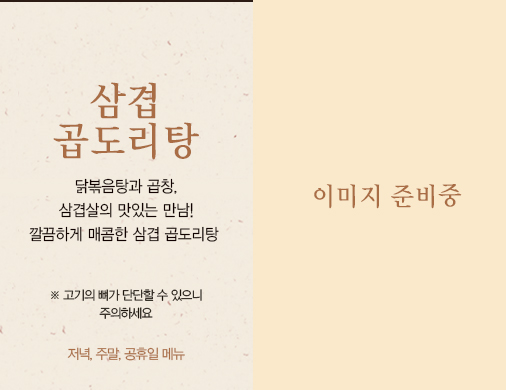 삼겹
곱도리탕
닭볶음탕과 곱창,
삼겹살의 맛있는 만남!
깔끔하게 매콤한 삼겹 곱도리탕
※ 고기의 뼈가 단단할 수 있으니
주의하세요
저녁, 주말, 공휴일 메뉴
이미지 준비중